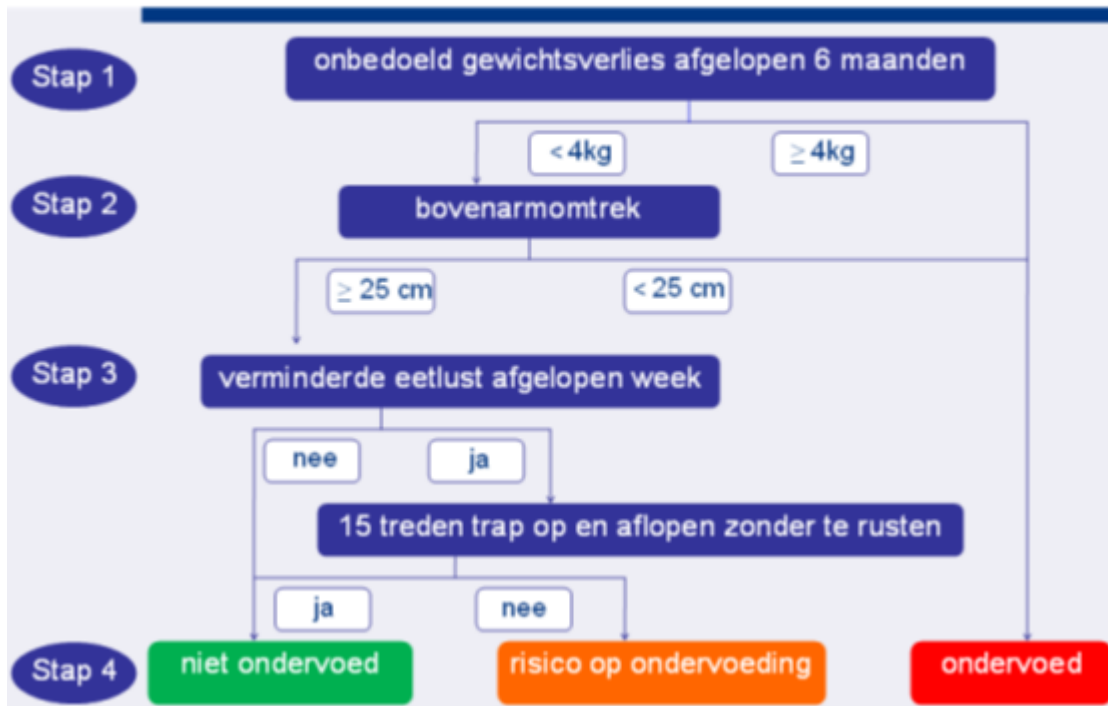 Stap 1
onbedoeld gewichtsverlies afgelopen 6 maanden
< 4kg
≥ 4kg
Stap 2
bovenarmomtrek
≥ 25 cm
< 25 cm
Stap 3
verminderde eetlust afgelopen week
nee
ja
15 treden trap op en aflopen zonder te rusten
ja
nee
Stap 4
niet ondervoed
risico op ondervoeding
ondervoed